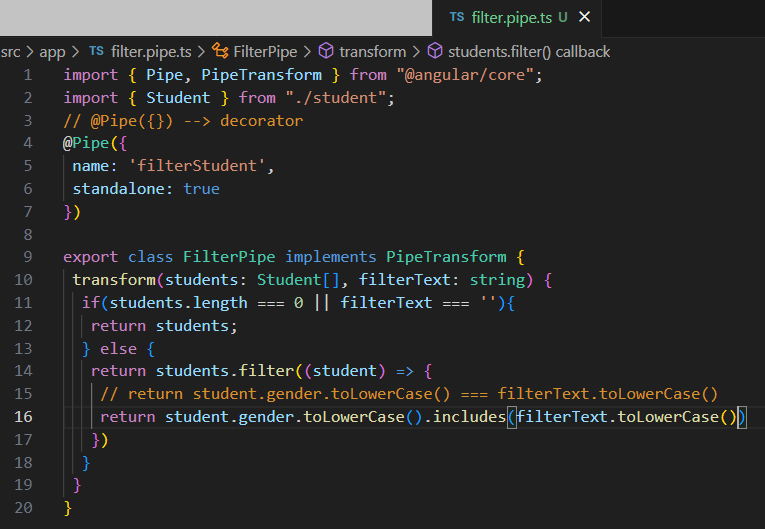 TS filter.pipe.ts U ×
src > app > TS filter.pipe.ts > FilterPipe > transform > students.filter() callback
1 import { Pipe, PipeTransform } from "@angular/core";
2 import { Student } from "./student";
3 // @Pipe({}) --> decorator
4 @Pipe({
5 name: 'filterStudent',
6 standalone: true
7 })
8
9 export class FilterPipe implements PipeTransform {
10 transform(students: Student[], filterText: string) {
11 if(students.length === 0 || filterText === ''){
12 return students;
13 } else {
14 return students.filter((student) => {
15 // return student.gender.toLowerCase() === filterText.toLowerCase()
16 return student.gender.toLowerCase().includes(filterText.toLowerCase())
17 })
18 }
19 }
20 }